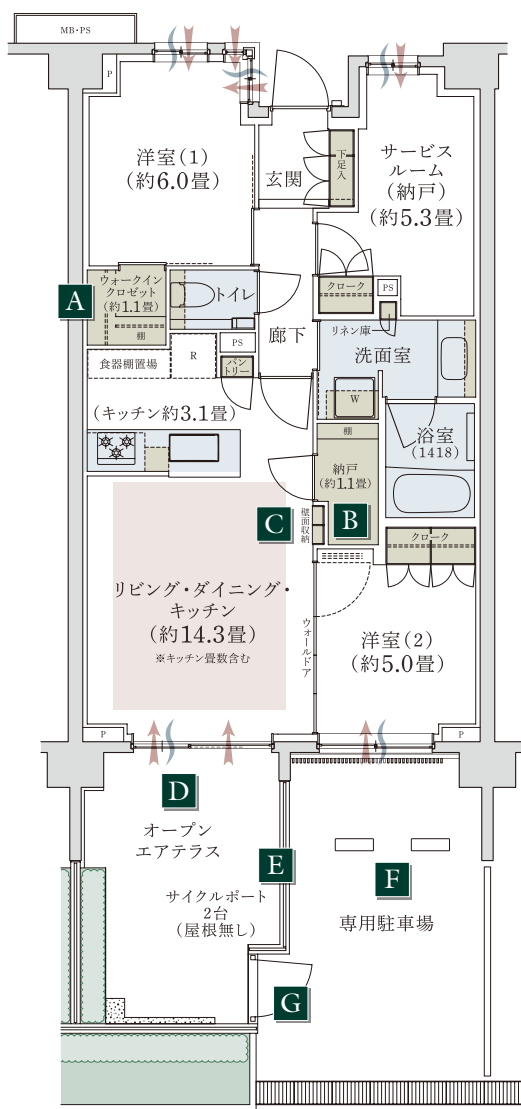 MB・PS
P
洋室(1)
(約6.0畳)
玄関
下足入
サービス
ルーム
(納戸)
(約5.3畳)
A
ウォークイン
クロゼット
(約1.1畳)
棚
トイレ
クローク
PS
廊下
リネン庫
洗面室
食器棚置場
R
PS
パン
トリー
W
(キッチン約3.1畳)
浴室
(1418)
棚
納戸
(約1.1畳)
B
C
壁面収納
クローク
リビング・ダイニング・
キッチン
(約14.3畳)
※キッチン畳数含む
ウォールドア
洋室(2)
(約5.0畳)
P
P
D
オープン
エアテラス
E
サイクルポート
2台
(屋根無し)
F
専用駐車場
G